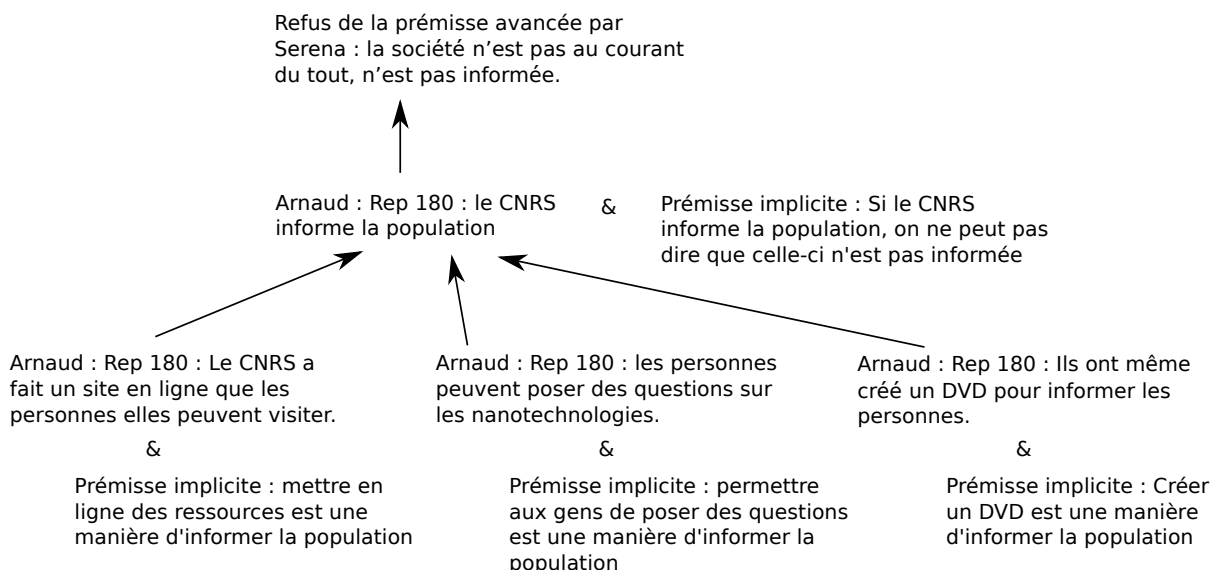 Refus de la prémisse avancée par
Serena : la société n’est pas au courant
du tout, n’est pas informée.
Arnaud : Rep 180 : le CNRS
informe la population
&
Prémisse implicite : Si le CNRS
informe la population, on ne peut pas
dire que celle-ci n'est pas informée
Arnaud : Rep 180 : Le CNRS a
fait un site en ligne que les
personnes elles peuvent visiter.
&
Prémisse implicite : mettre en
ligne des ressources est une
manière d'informer la population
Arnaud : Rep 180 : les personnes
peuvent poser des questions sur
les nanotechnologies.
&
Prémisse implicite : permettre
aux gens de poser des questions
est une manière d'informer la
population
Arnaud : Rep 180 : Ils ont même
créé un DVD pour informer les
personnes.
&
Prémisse implicite : Créer
un DVD est une manière
d'informer la population